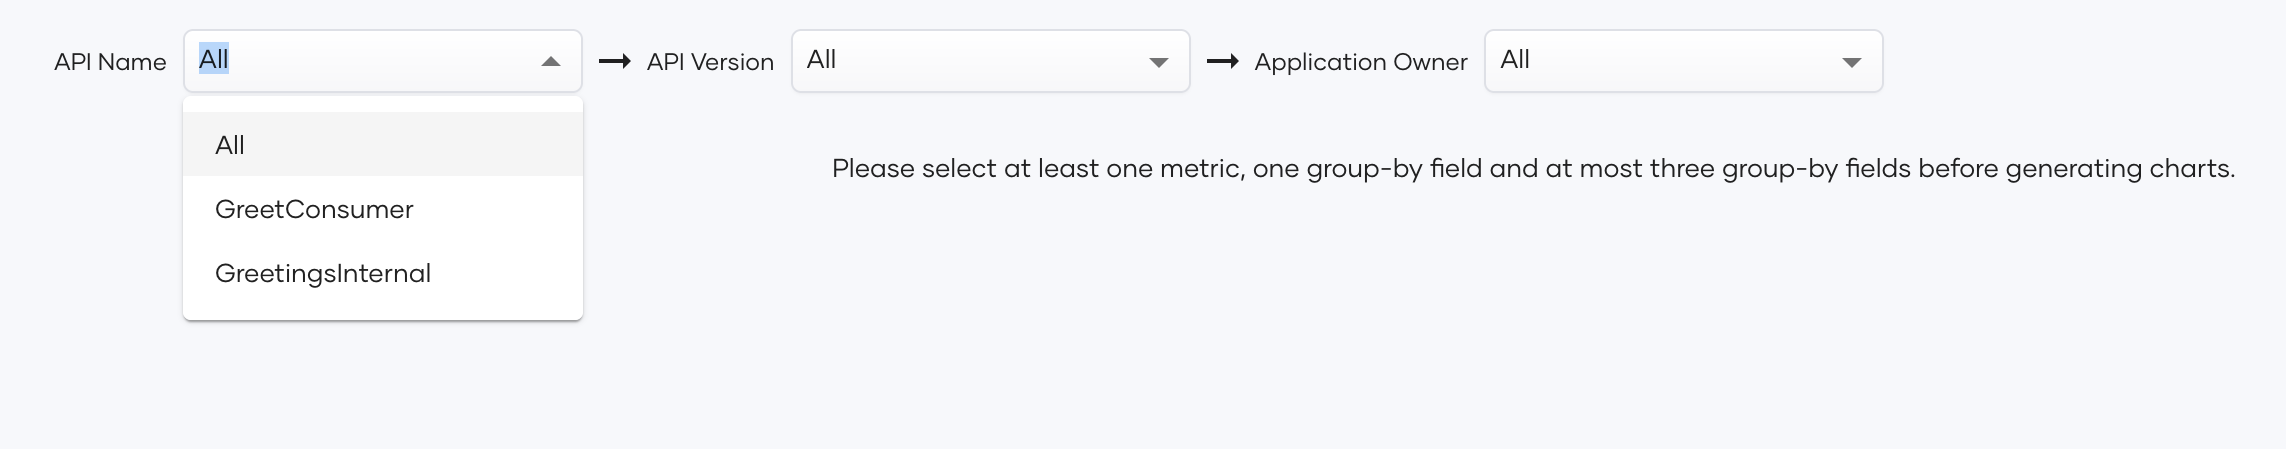 API Name All API Version All Application Owner All
All
Please select at least one metric, one group-by field and at most three group-by fields before generating charts.
GreetConsumer
GreetingsInternal